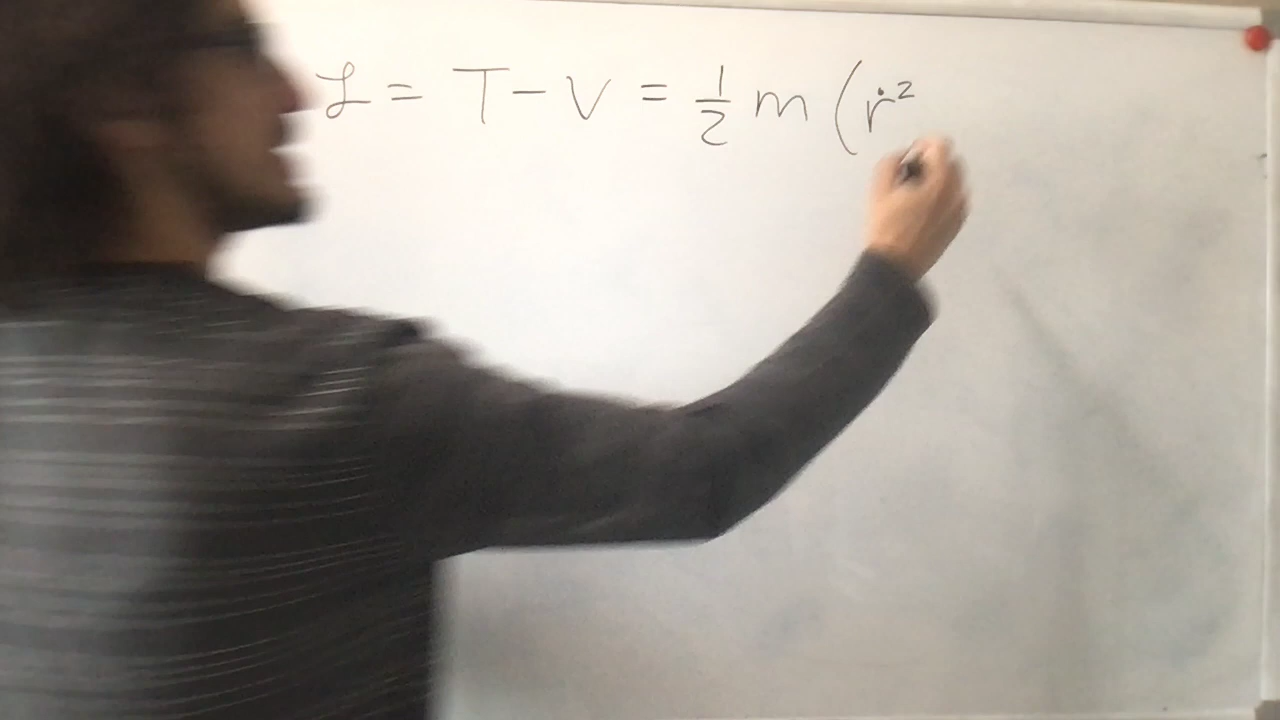 ℒ = T - V = 1/2 m (ṙ²